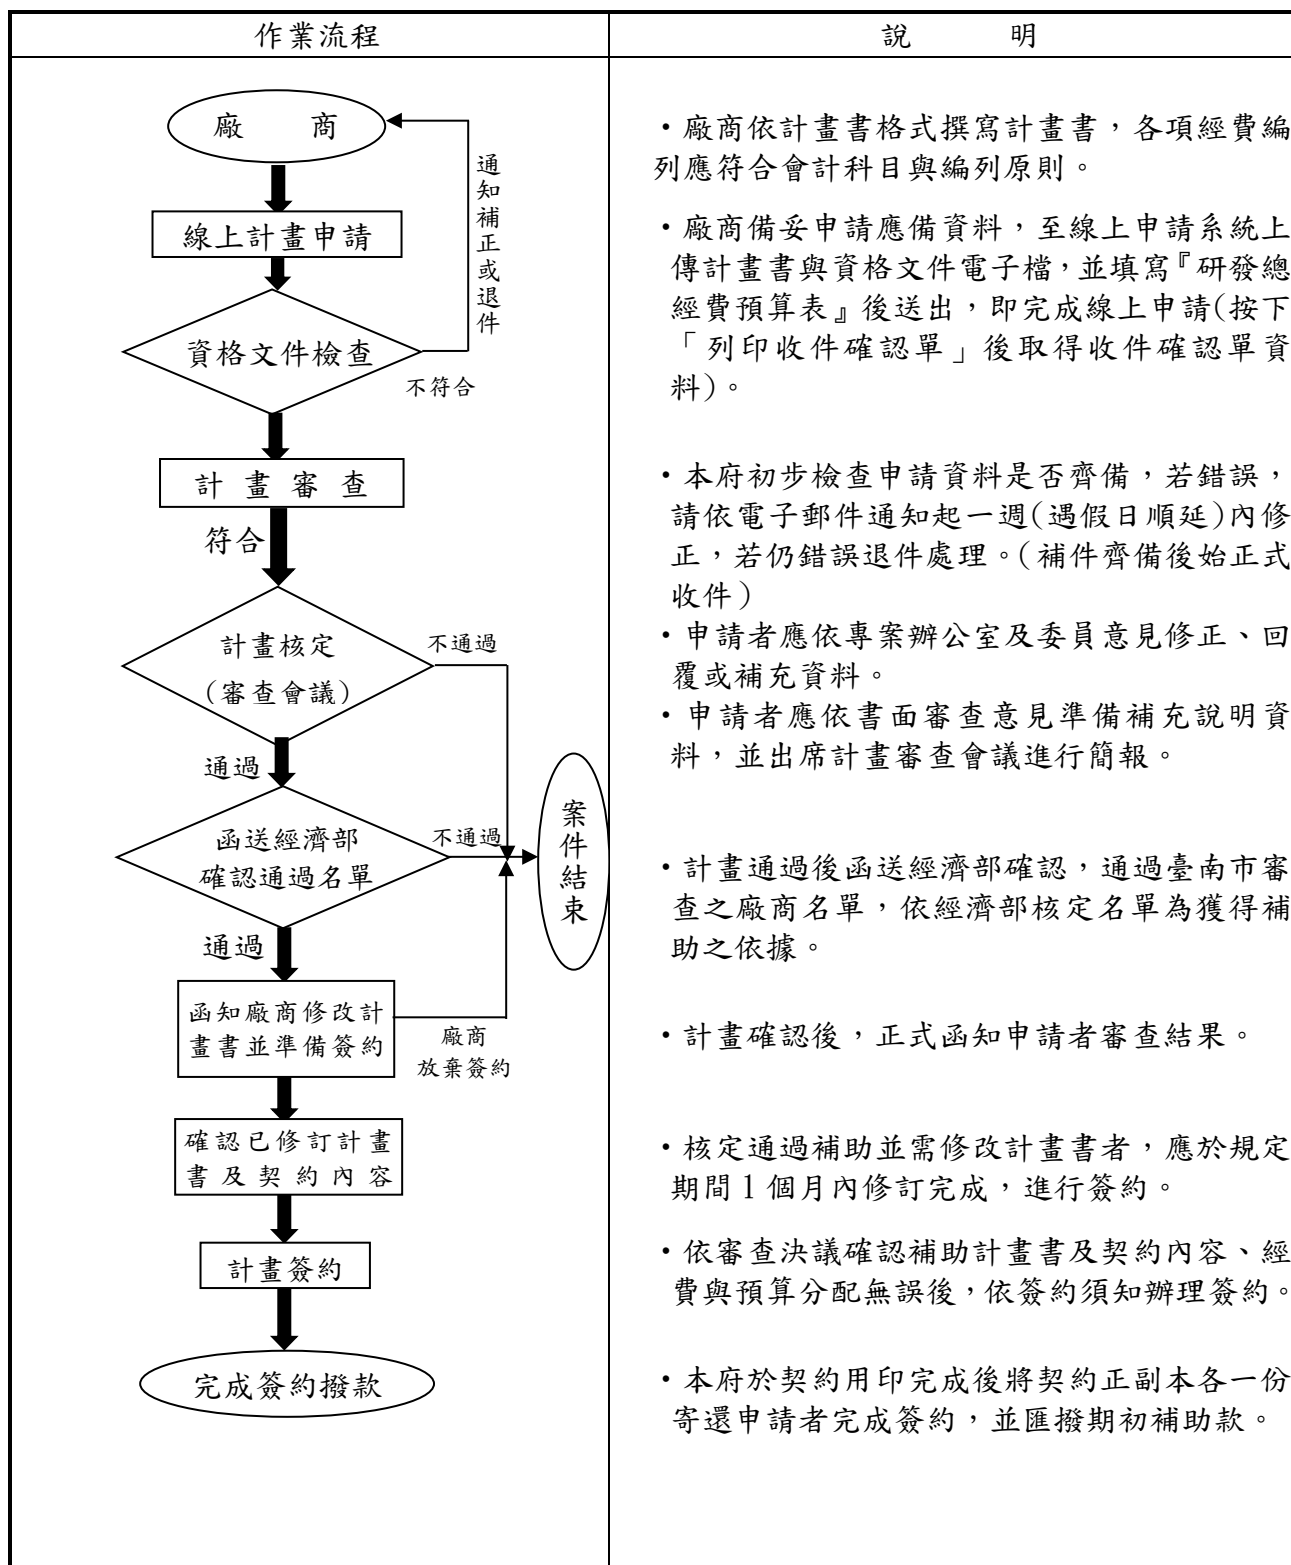 作業流程
說 明
廠 商
通知補正或退件
線上計畫申請
資格文件檢查
不符合
計畫審查
符合
計畫核定
(審查會議)
不通過
通過
函送經濟部
確認通過名單
不通過
案件結束
通過
函知廠商修改計
畫書並準備簽約
廠商
放棄簽約
確認已修訂計畫
書及契約內容
計畫簽約
完成簽約撥款
・廠商依計畫書格式撰寫計畫書，各項經費編
列應符合會計科目與編列原則。
・廠商備妥申請應備資料，至線上申請系統上
傳計畫書與資格文件電子檔，並填寫『研發總
經費預算表』後送出，即完成線上申請(按下
「列印收件確認單」後取得收件確認單資
料)。
・本府初步檢查申請資料是否齊備，若錯誤，
請依電子郵件通知起一週(遇假日順延)內修
正，若仍錯誤退件處理。(補件齊備後始正式
收件)
・申請者應依專案辦公室及委員意見修正、回
覆或補充資料。
・申請者應依書面審查意見準備補充說明資
料，並出席計畫審查會議進行簡報。
・計畫通過後函送經濟部確認，通過臺南市審
查之廠商名單，依經濟部核定名單為獲得補
助之依據。
・計畫確認後，正式函知申請者審查結果。
・核定通過補助並需修改計畫書者，應於規定
期間1個月內修訂完成，進行簽約。
・依審查決議確認補助計畫書及契約內容、經
費與預算分配無誤後，依簽約須知辦理簽約。
・本府於契約用印完成後將契約正副本各一份
寄還申請者完成簽約，並匯撥期初補助款。